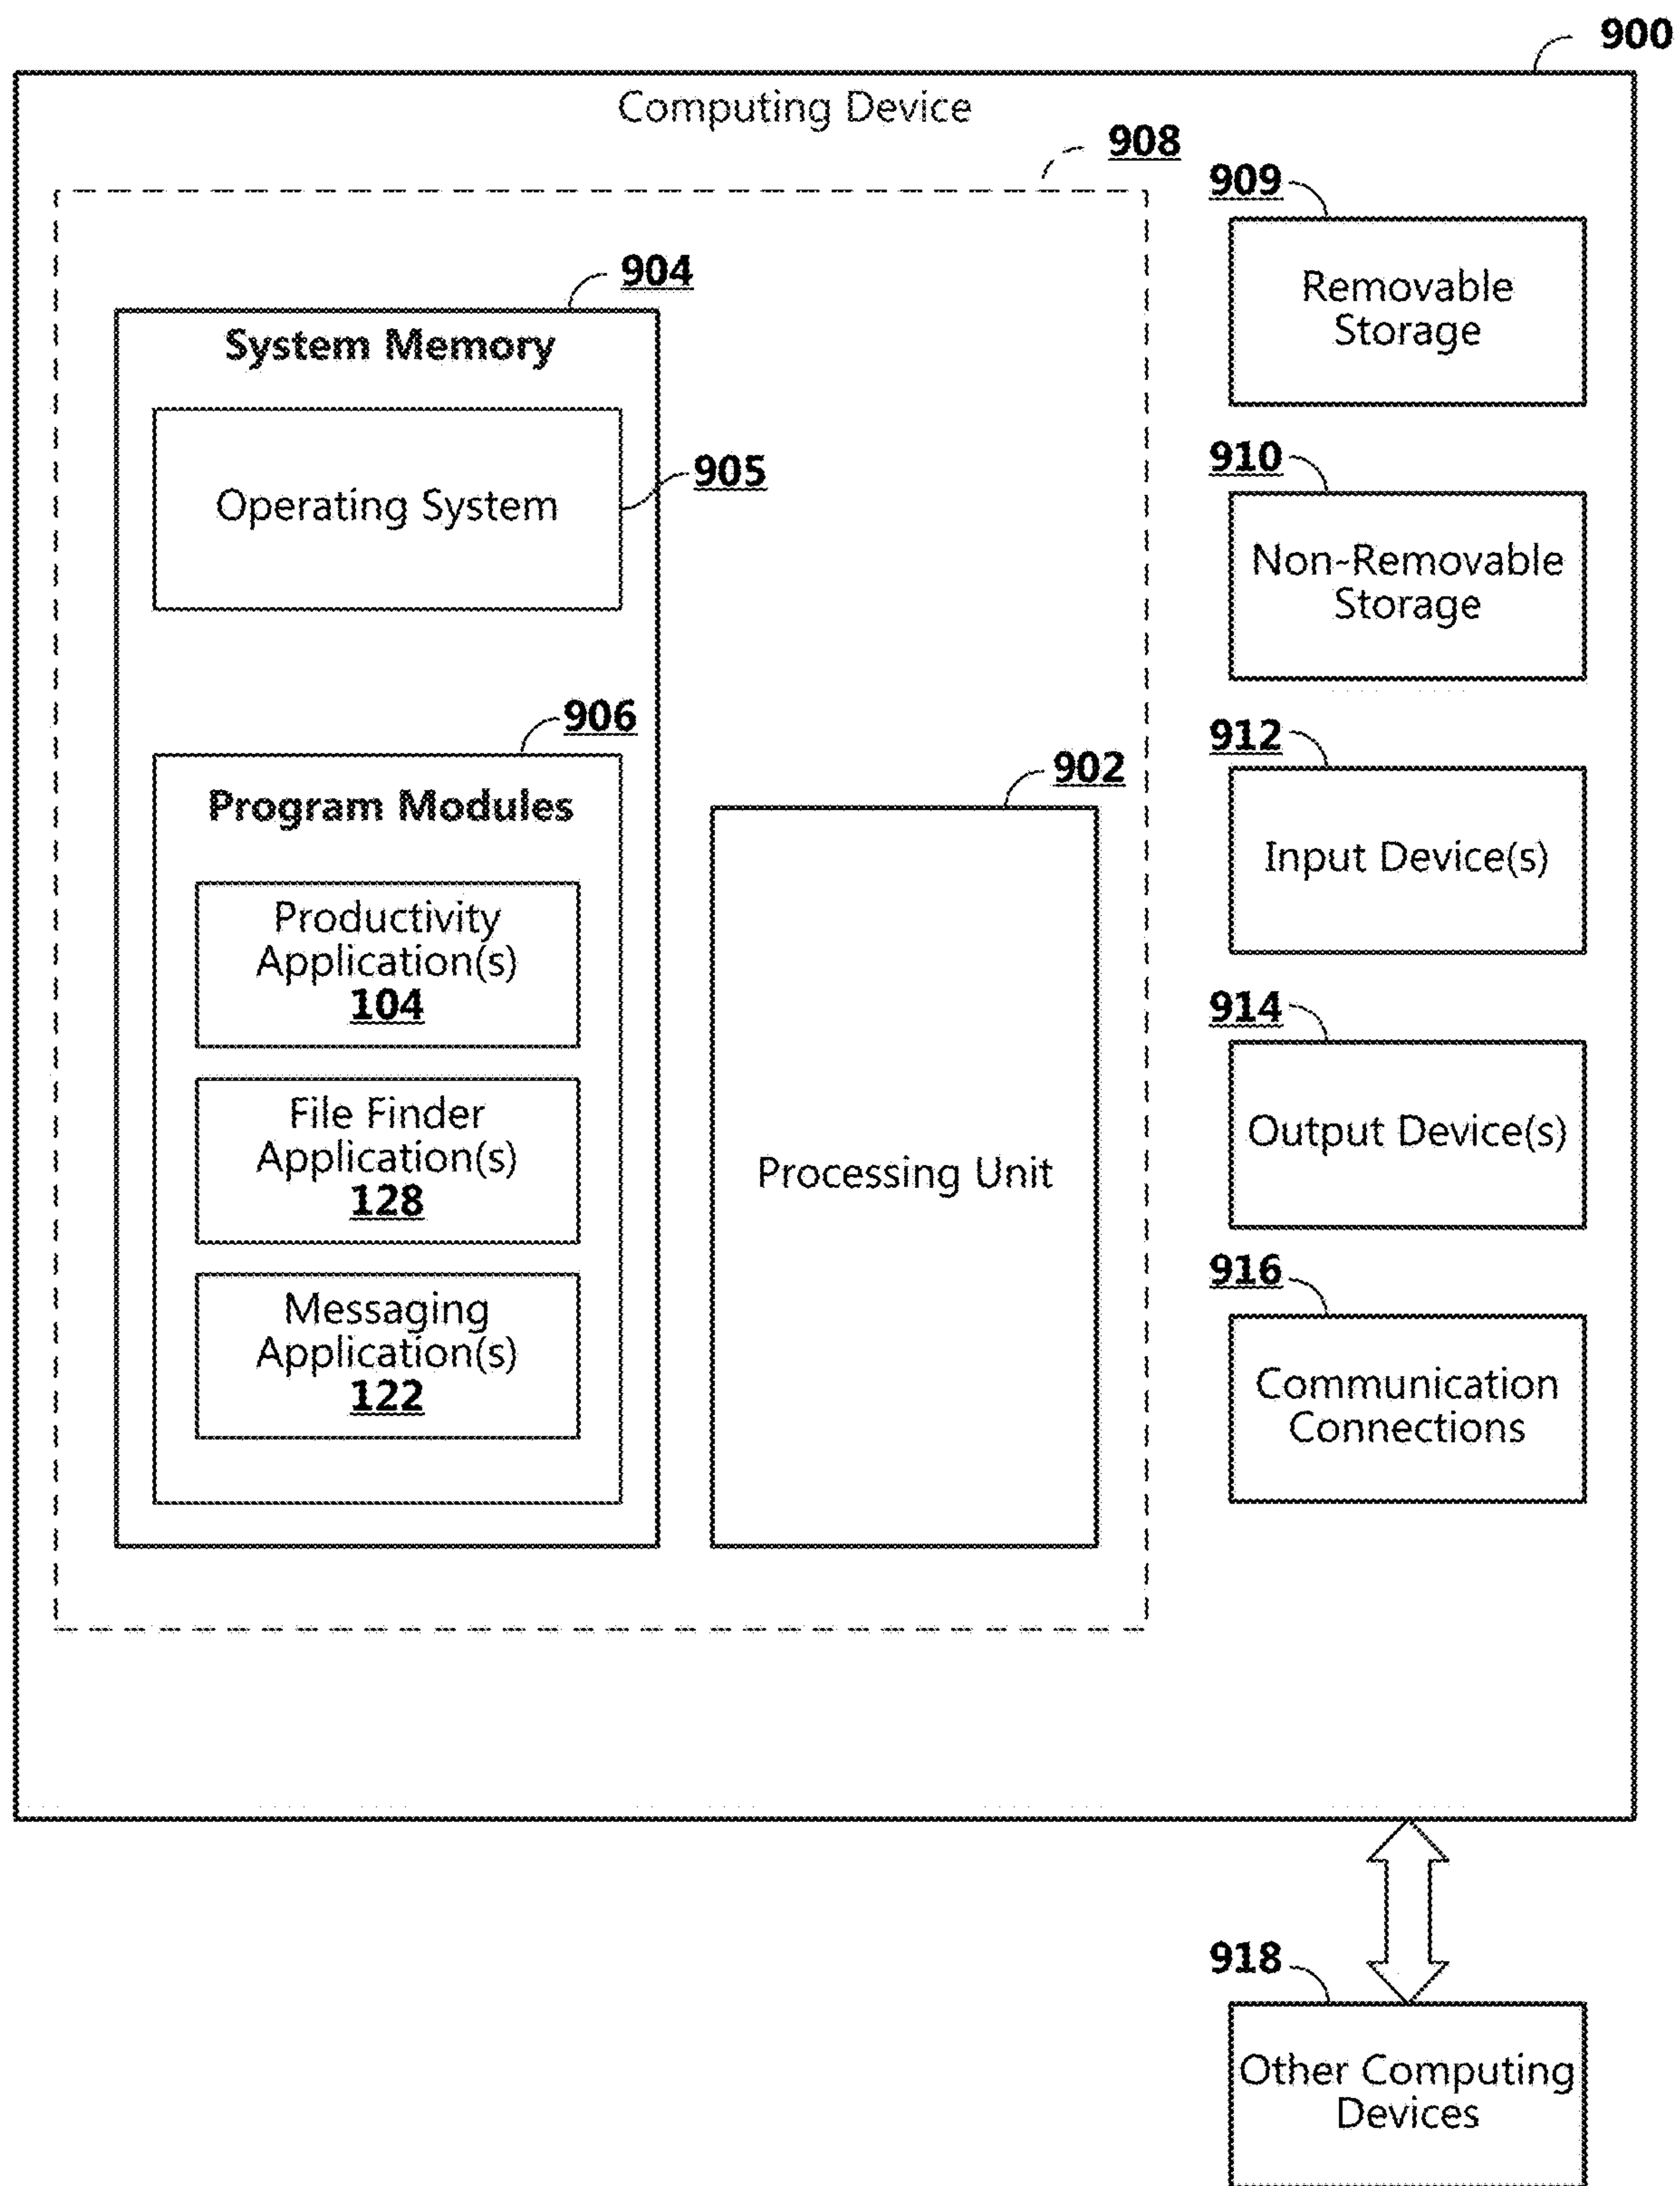 900
Computing Device
908
904
System Memory
Operating System
905
906
Program Modules
Productivity
Application(s)
104
File Finder
Application(s)
128
Messaging
Application(s)
122
902
Processing Unit
909
Removable
Storage
910
Non-Removable
Storage
912
Input Device(s)
914
Output Device(s)
916
Communication
Connections
918
Other Computing
Devices